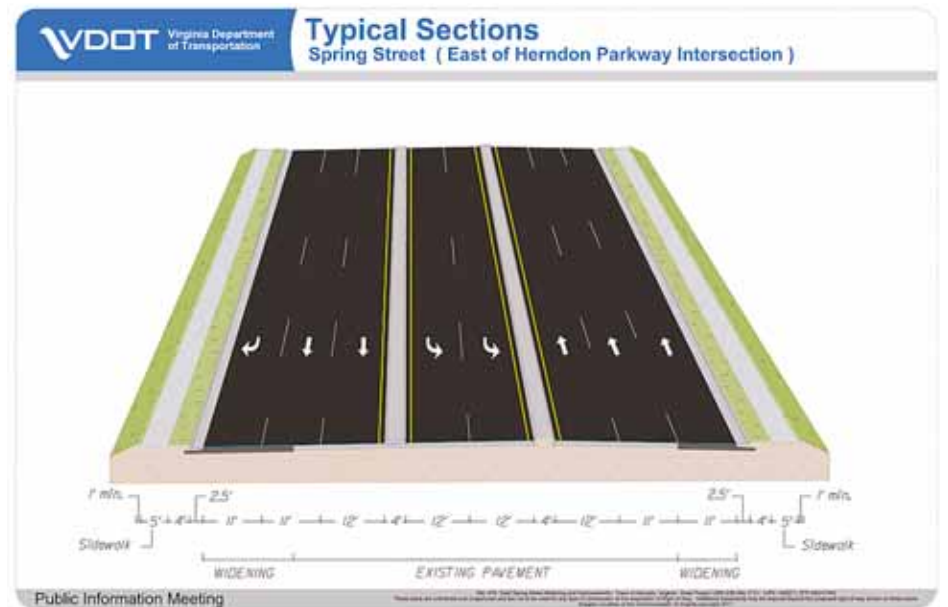 VDOT
Virginia Department
of Transportation
Typical Sections
Spring Street ( East of Herndon Parkway Intersection )
1' min. 2.5' 2.5' 1' min.
5' 4' 11' 11' 12' 4' 12' 12' 4' 12' 11' 11' 4' 5'
Sidewalk Sidewalk
WIDENING EXISTING PAVEMENT WIDENING
Public Information Meeting